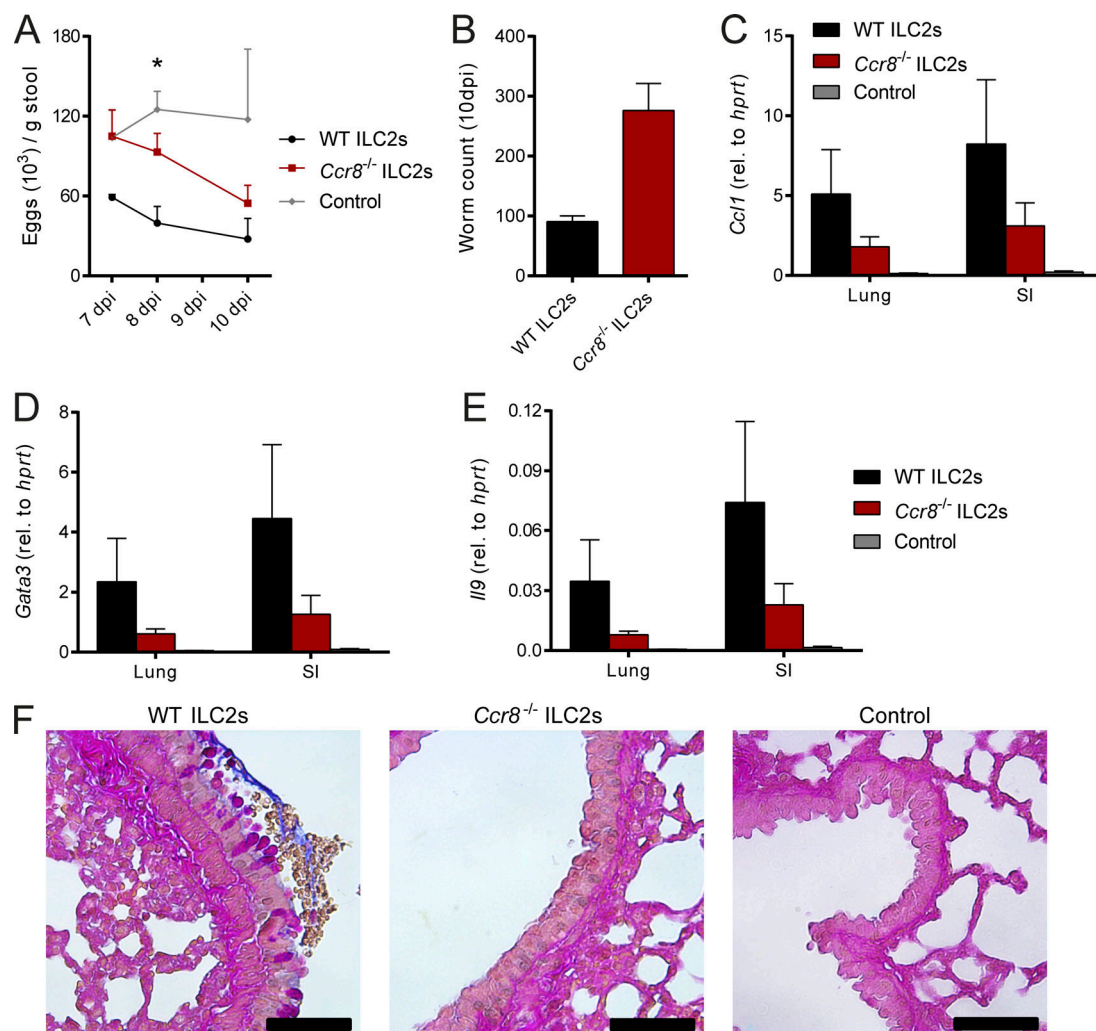 A
Eggs (10³) / g stool
180
120
60
0
*
7 dpi
8 dpi
9 dpi
10 dpi
WT ILC2s
Ccr8⁻/⁻ ILC2s
Control
B
Worm count (10dpi)
400
300
200
100
0
WT ILC2s
Ccr8⁻/⁻ ILC2s
C
Ccl1 (rel. to hprt)
15
10
5
0
Lung
SI
WT ILC2s
Ccr8⁻/⁻ ILC2s
Control
D
Gata3 (rel. to hprt)
8
6
4
2
0
Lung
SI
E
Il9 (rel. to hprt)
0.12
0.09
0.06
0.03
0.0
Lung
SI
WT ILC2s
Ccr8⁻/⁻ ILC2s
Control
F
WT ILC2s
Ccr8⁻/⁻ ILC2s
Control